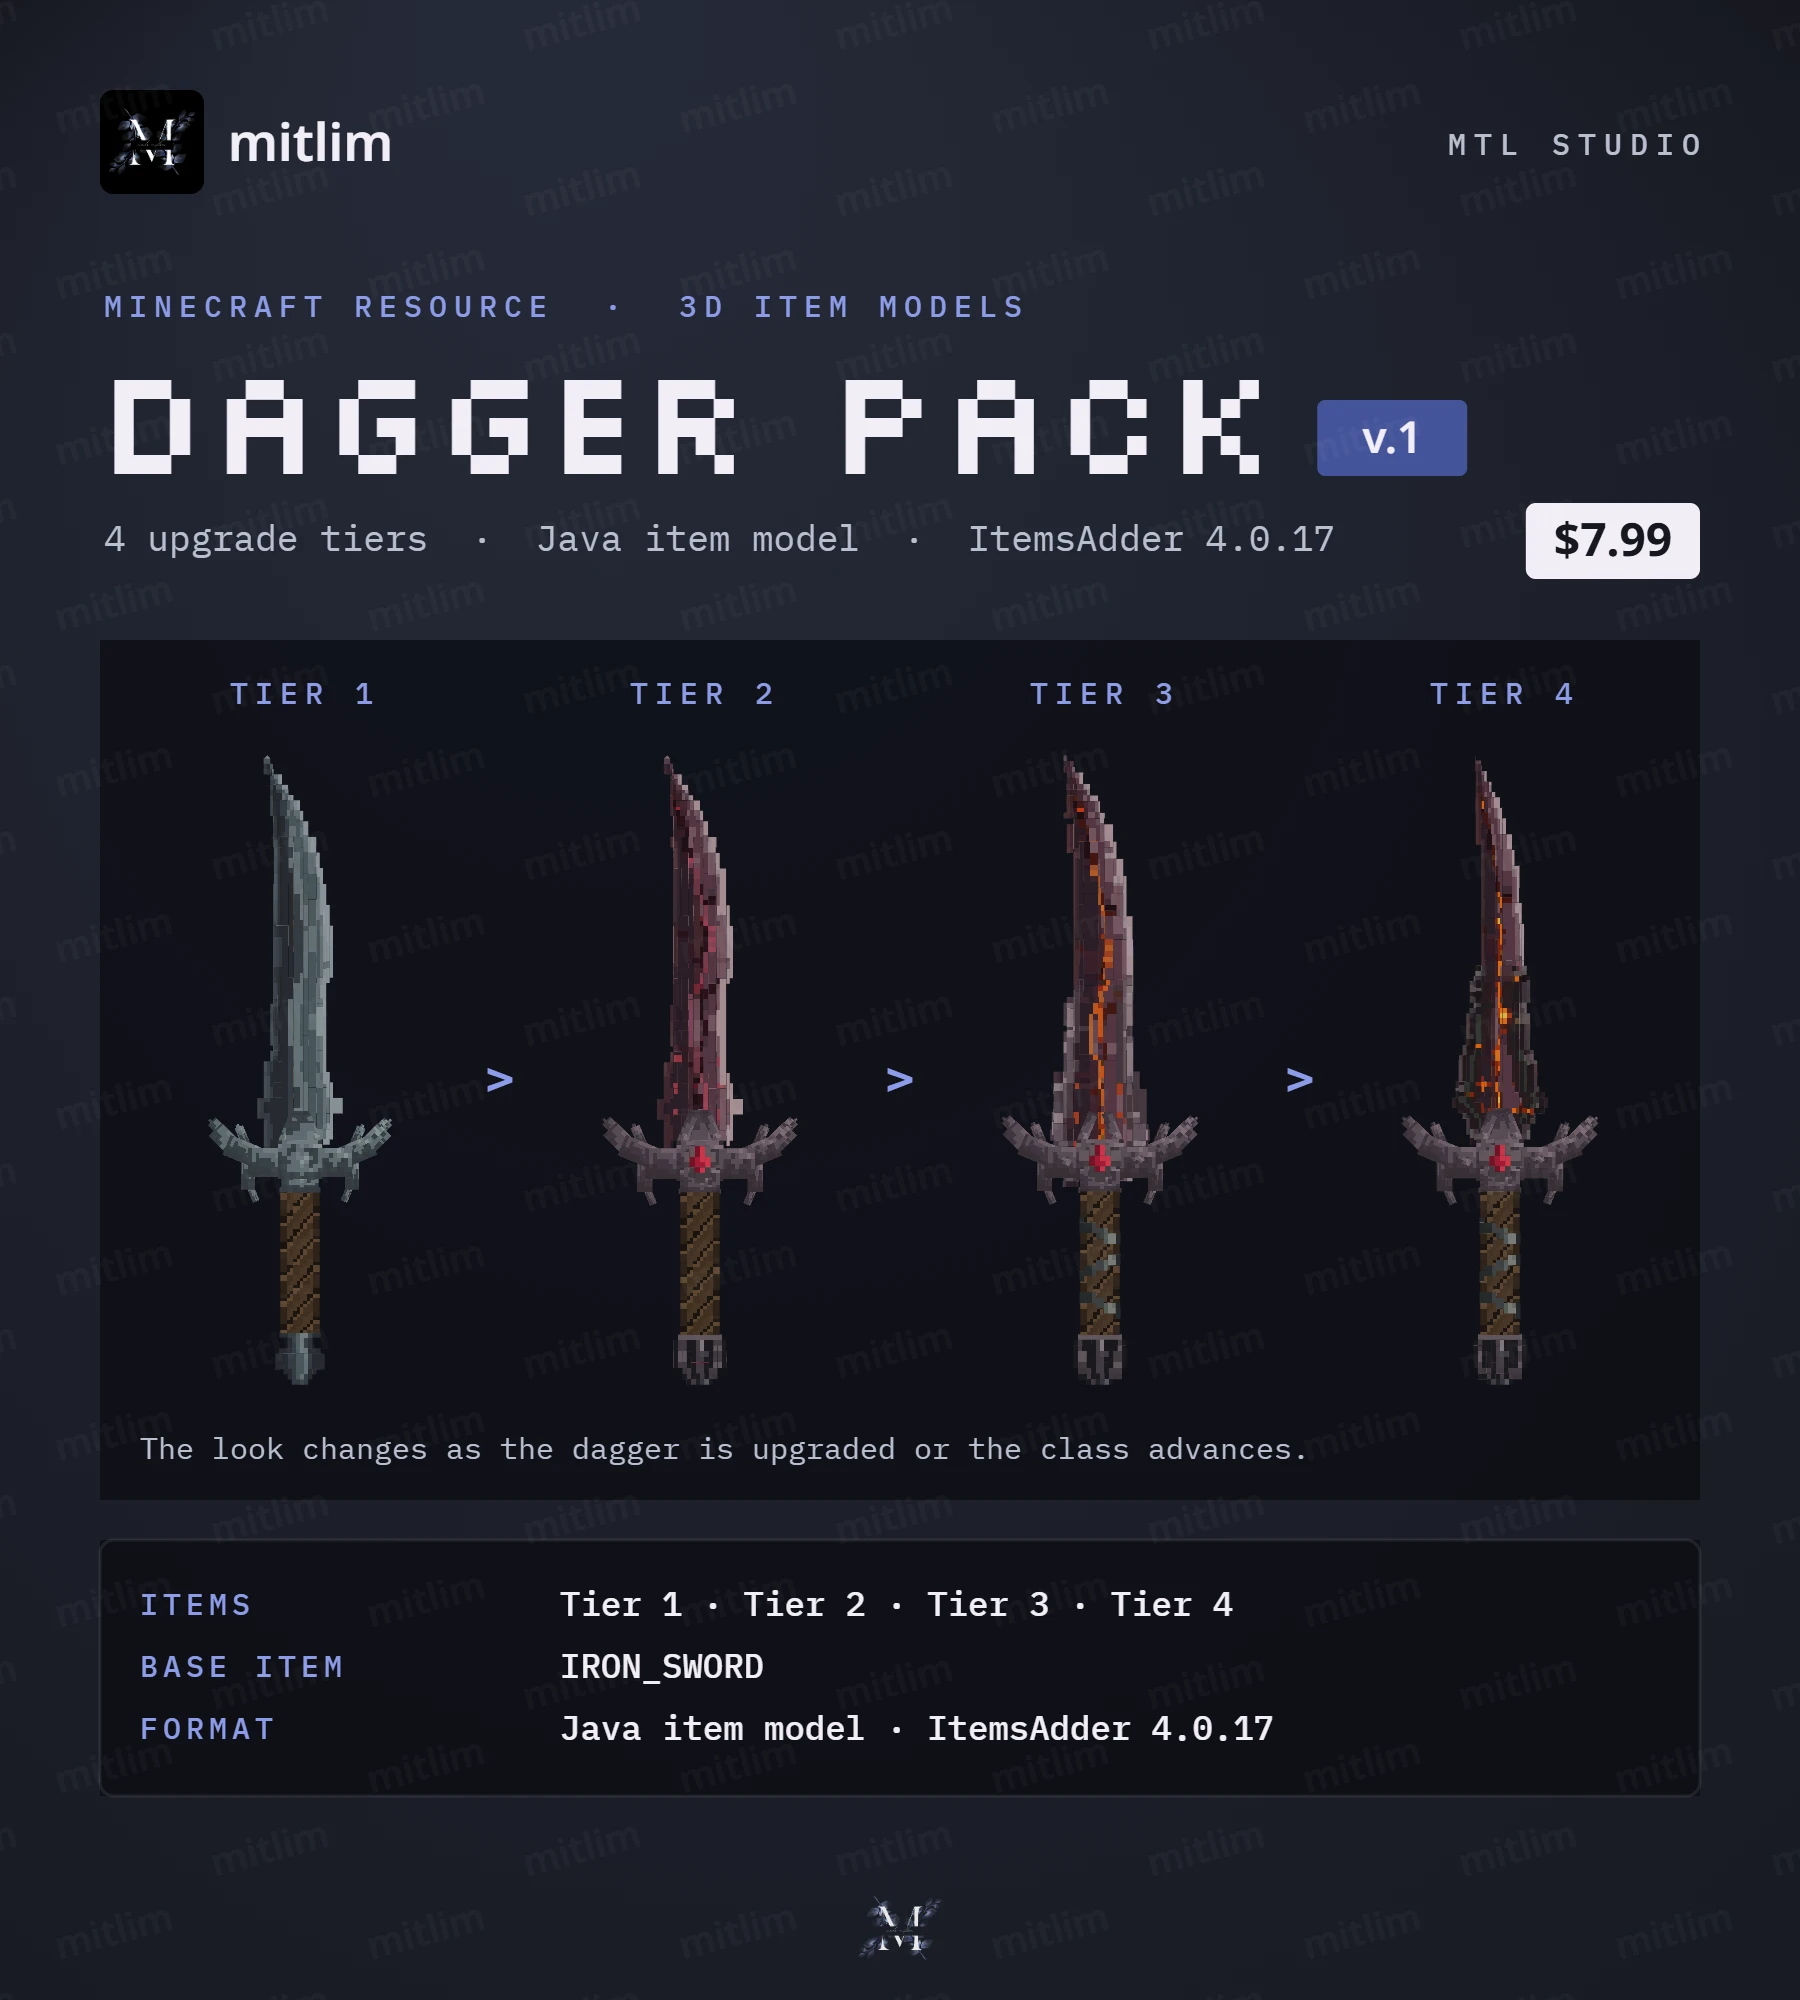 mitlim
MTL STUDIO
MINECRAFT RESOURCE · 3D ITEM MODELS
DAGGER PACK v.1
4 upgrade tiers · Java item model · ItemsAdder 4.0.17
$7.99
TIER 1 TIER 2 TIER 3 TIER 4
> > >
The look changes as the dagger is upgraded or the class advances.
ITEMS Tier 1 · Tier 2 · Tier 3 · Tier 4
BASE ITEM IRON_SWORD
FORMAT Java item model · ItemsAdder 4.0.17
M